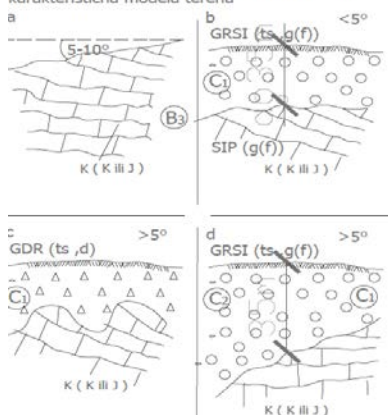 karakteristična modela terena
a
5-10°
B3
K ( K ili J )
b
<5°
GRSI (ts, g(f))
C1
SIP (g(f))
K ( K ili J )
c
>5°
GDR (ts ,d)
C1
K ( K ili J )
d
>5°
GRSI (ts, g(f))
C2
C1
K ( K ili J )